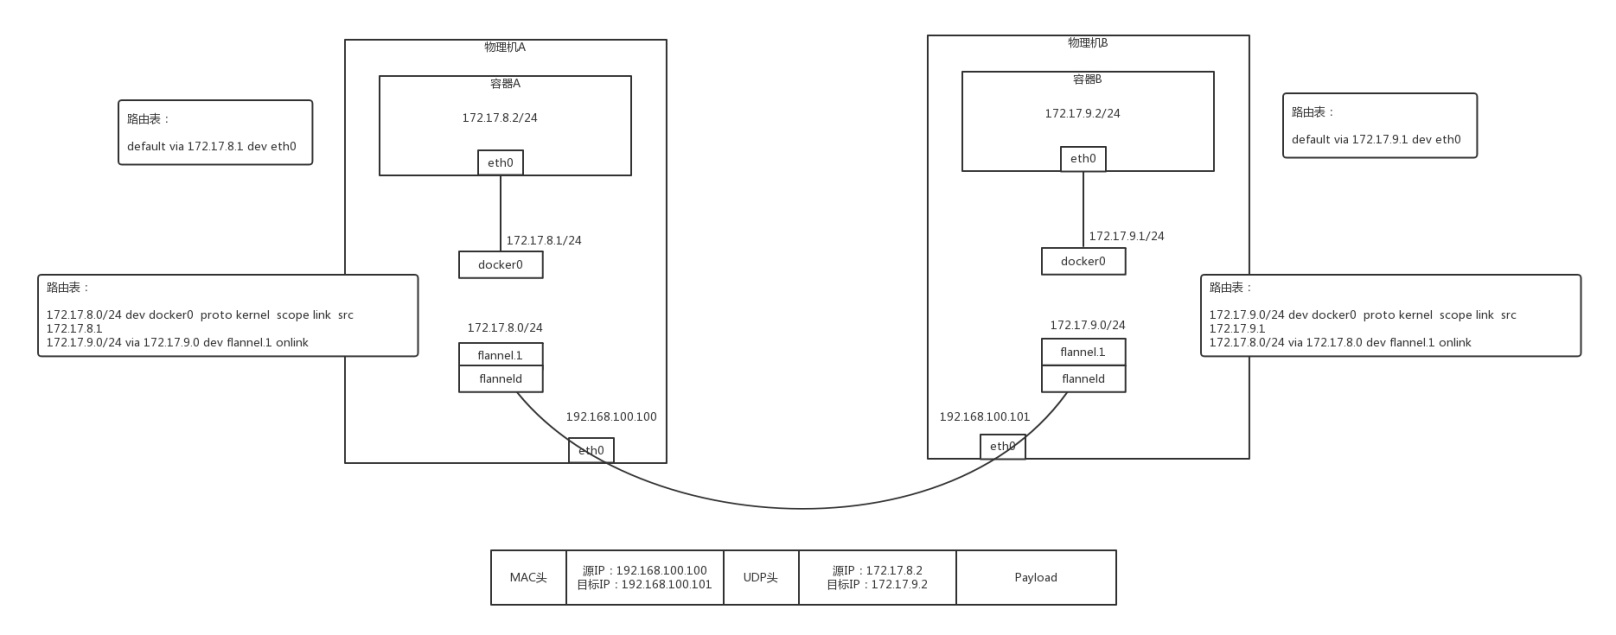 物理机A
容器A
172.17.8.2/24
eth0
路由表：
default via 172.17.8.1 dev eth0
172.17.8.1/24
docker0
路由表：
172.17.8.0/24 dev docker0  proto kernel  scope link  src
172.17.8.1
172.17.9.0/24 via 172.17.9.0 dev flannel.1 onlink
172.17.8.0/24
flannel.1
flanneld
192.168.100.100
eth0
物理机B
容器B
172.17.9.2/24
eth0
路由表：
default via 172.17.9.1 dev eth0
172.17.9.1/24
docker0
路由表：
172.17.9.0/24 dev docker0  proto kernel  scope link  src
172.17.9.1
172.17.8.0/24 via 172.17.8.0 dev flannel.1 onlink
172.17.9.0/24
flannel.1
flanneld
192.168.100.101
eth0
MAC头
源IP：192.168.100.100
目标IP：192.168.100.101
UDP头
源IP：172.17.8.2
目标IP：172.17.9.2
Payload